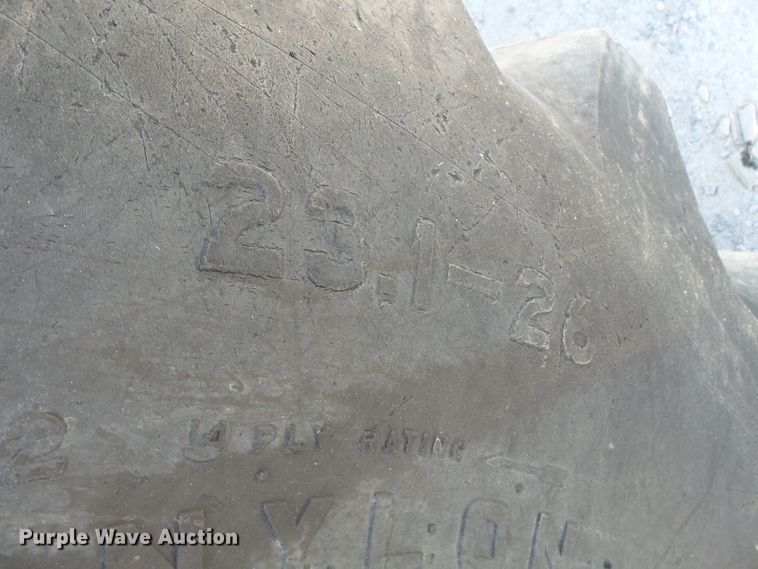 23.1-26
2
14 PLY RATING
NYLON
Purple Wave Auction